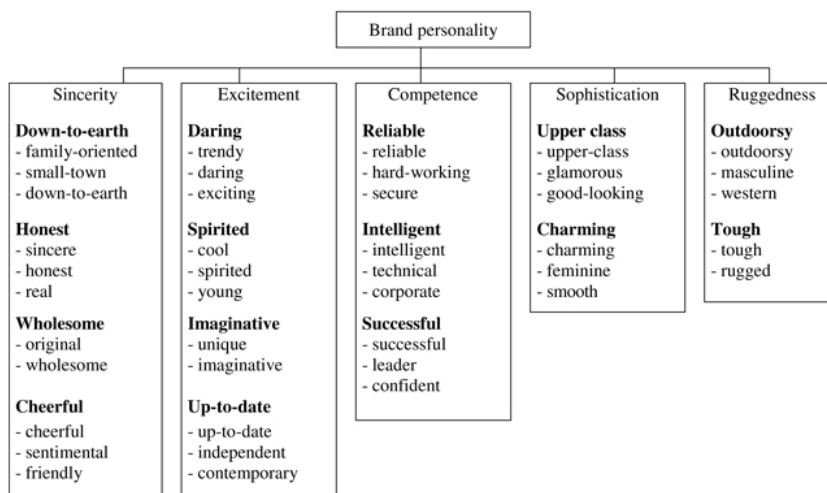 Brand personality
Sincerity
Down-to-earth
- family-oriented
- small-town
- down-to-earth
Honest
- sincere
- honest
- real
Wholesome
- original
- wholesome
Cheerful
- cheerful
- sentimental
- friendly
Excitement
Daring
- trendy
- daring
- exciting
Spirited
- cool
- spirited
- young
Imaginative
- unique
- imaginative
Up-to-date
- up-to-date
- independent
- contemporary
Competence
Reliable
- reliable
- hard-working
- secure
Intelligent
- intelligent
- technical
- corporate
Successful
- successful
- leader
- confident
Sophistication
Upper class
- upper-class
- glamorous
- good-looking
Charming
- charming
- feminine
- smooth
Ruggedness
Outdoorsy
- outdoorsy
- masculine
- western
Tough
- tough
- rugged